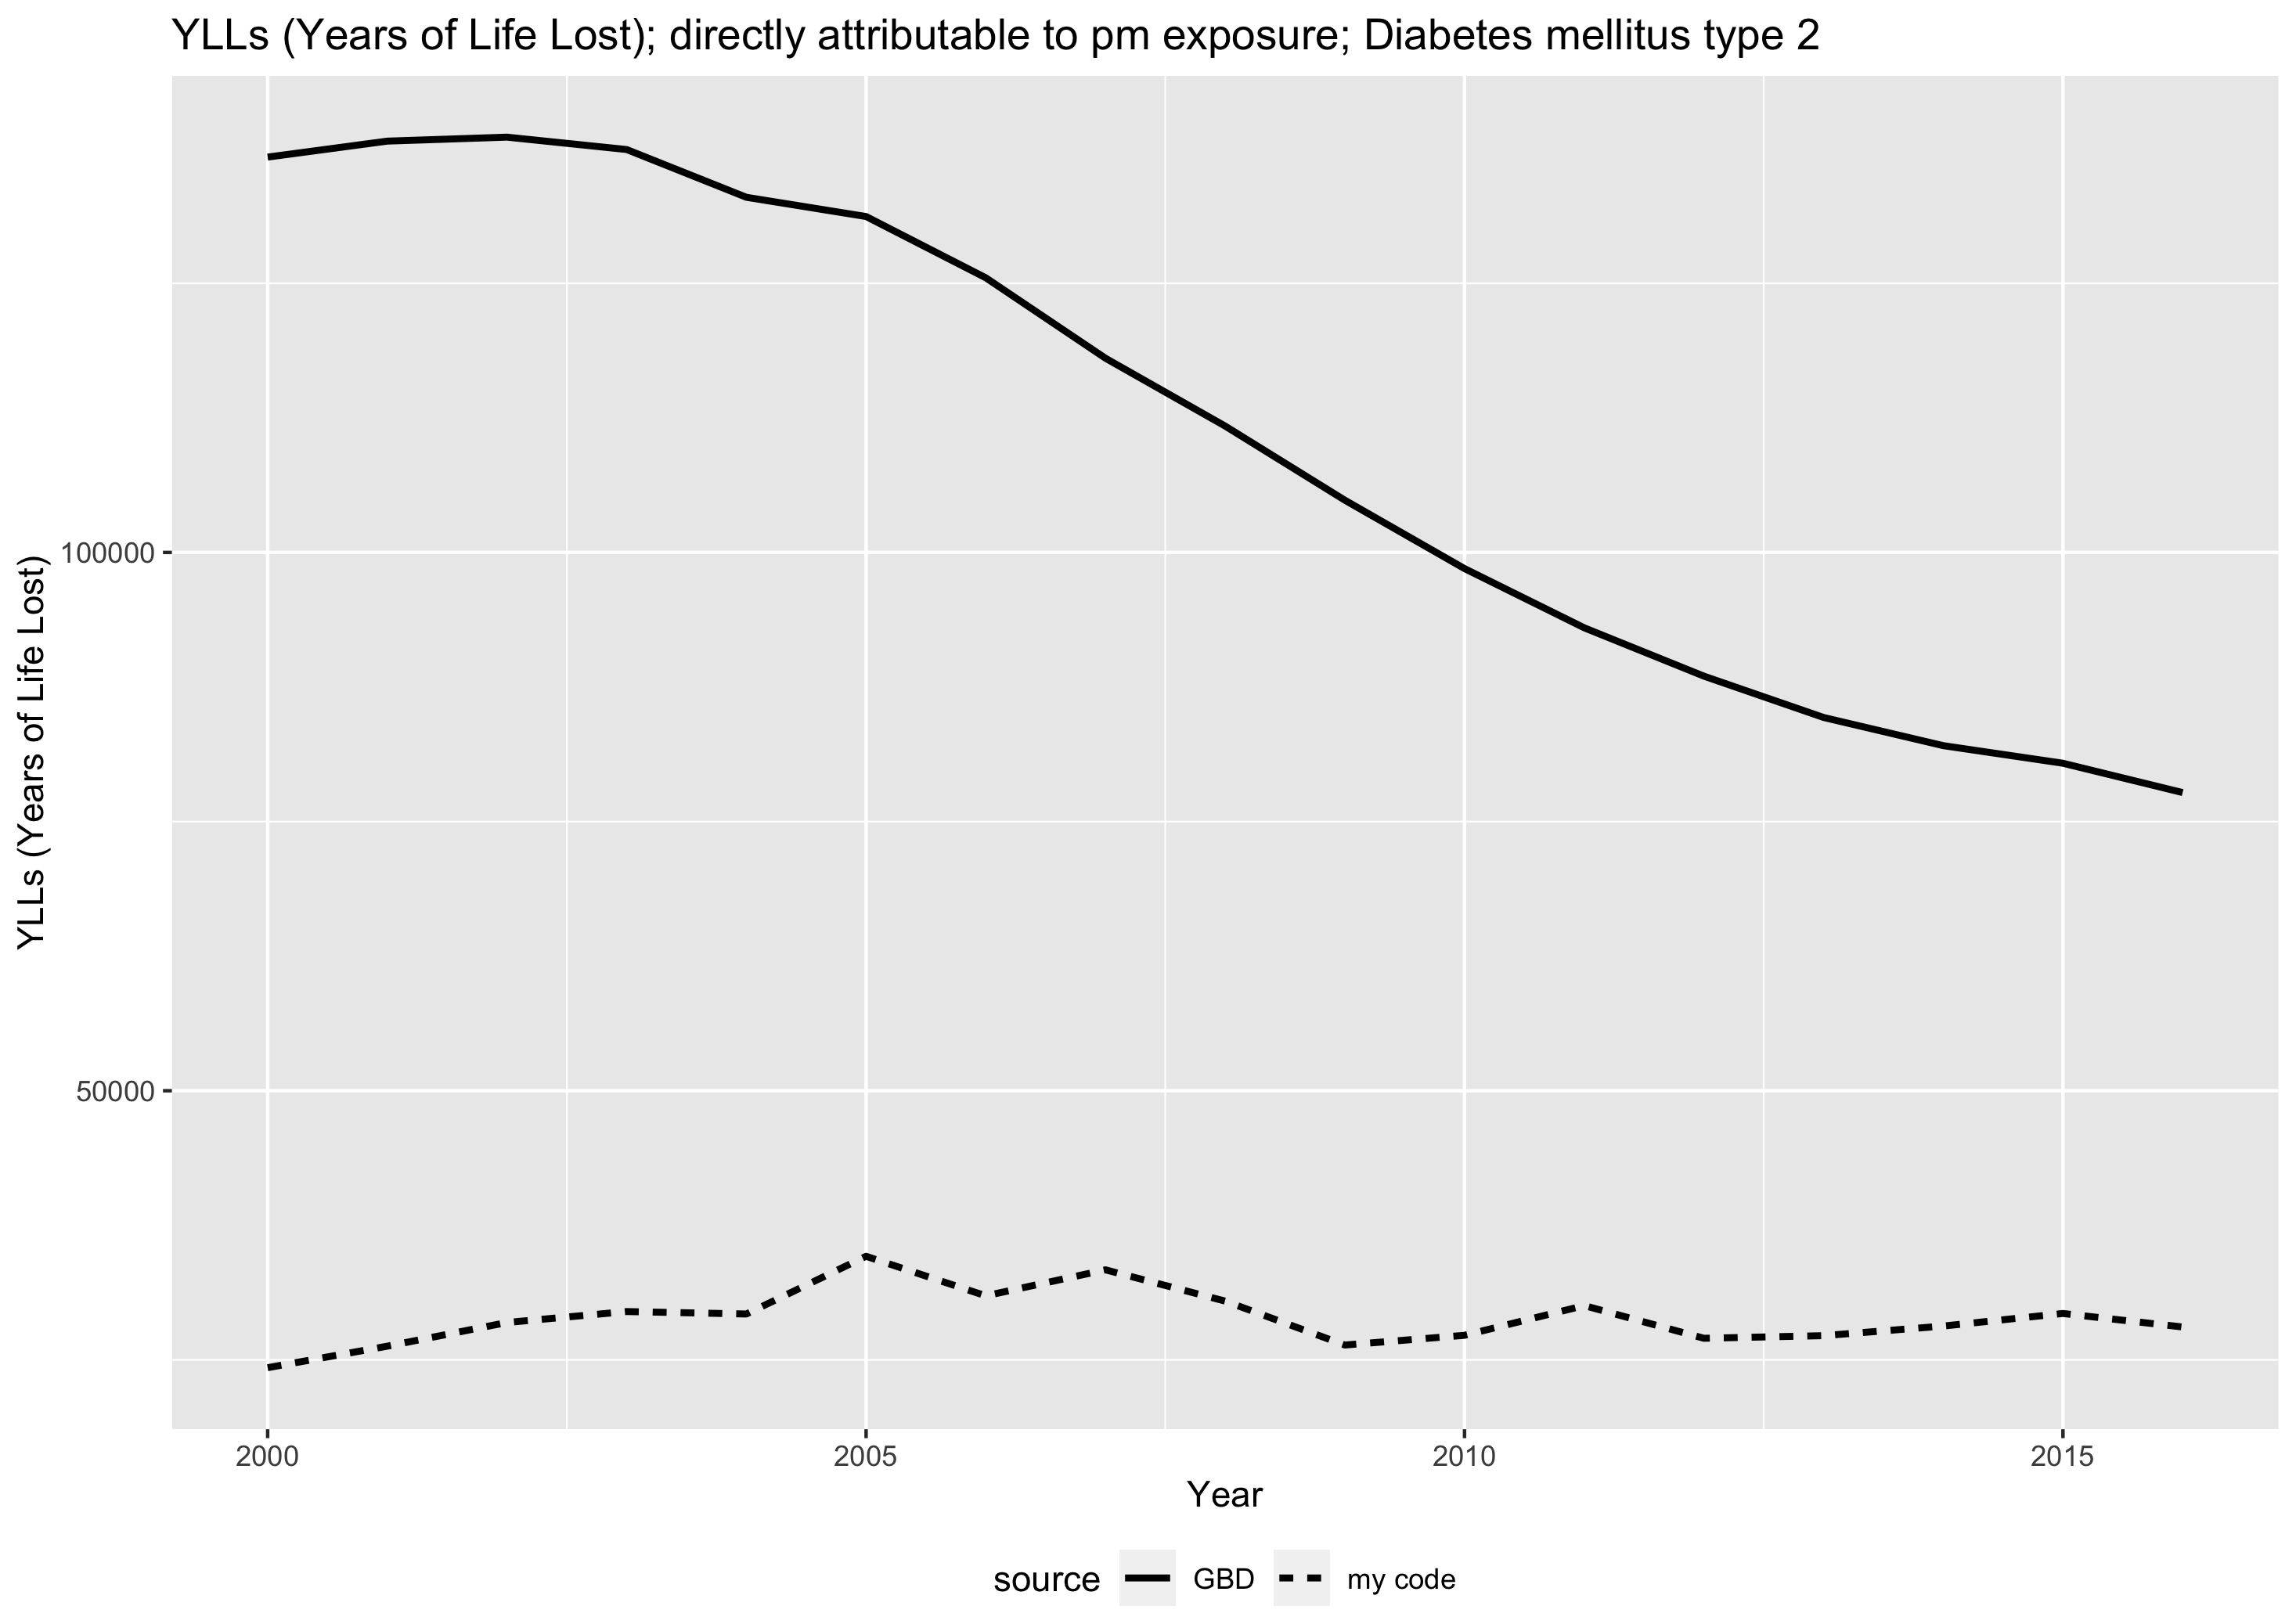 YLLs (Years of Life Lost); directly attributable to pm exposure; Diabetes mellitus type 2
YLLs (Years of Life Lost)
100000
50000
2000
2005
2010
2015
Year
source GBD my code